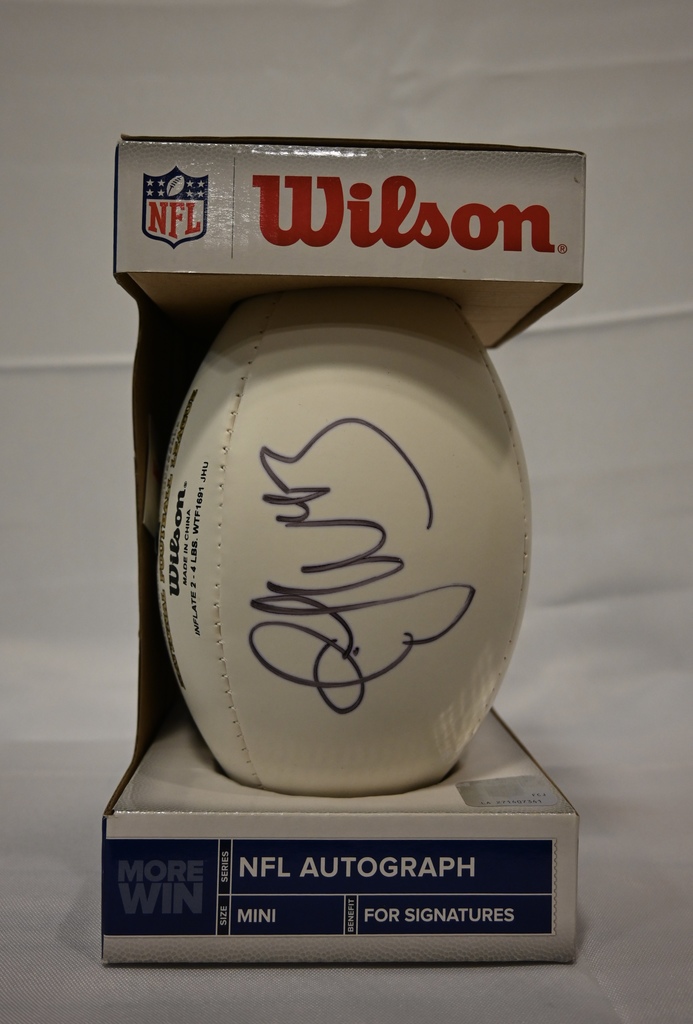 NFL
Wilson®
Wilson®
MADE IN CHINA
INFLATE 2 - 4 LBS. WTF1691 JHU
MORE
WIN
SERIES
NFL AUTOGRAPH
SIZE
MINI
BENEFIT
FOR SIGNATURES